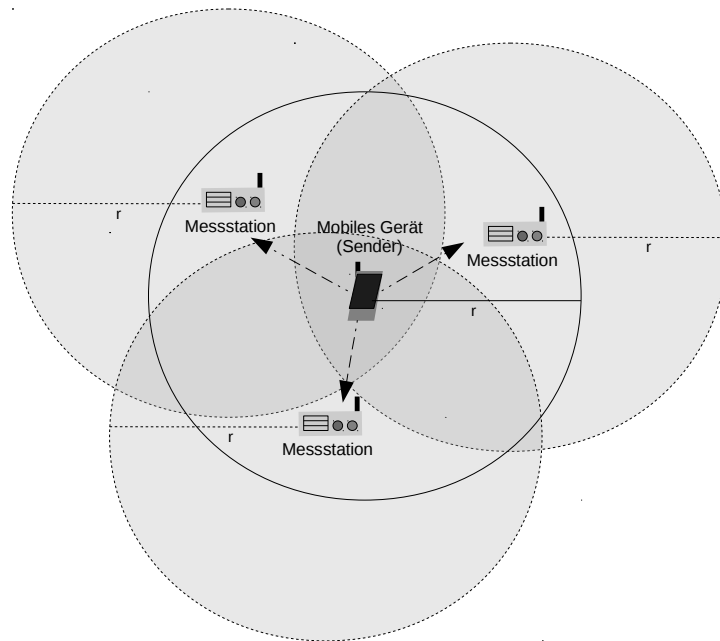 r
Messstation
Mobiles Gerät
(Sender)
Messstation
r
r
r
Messstation